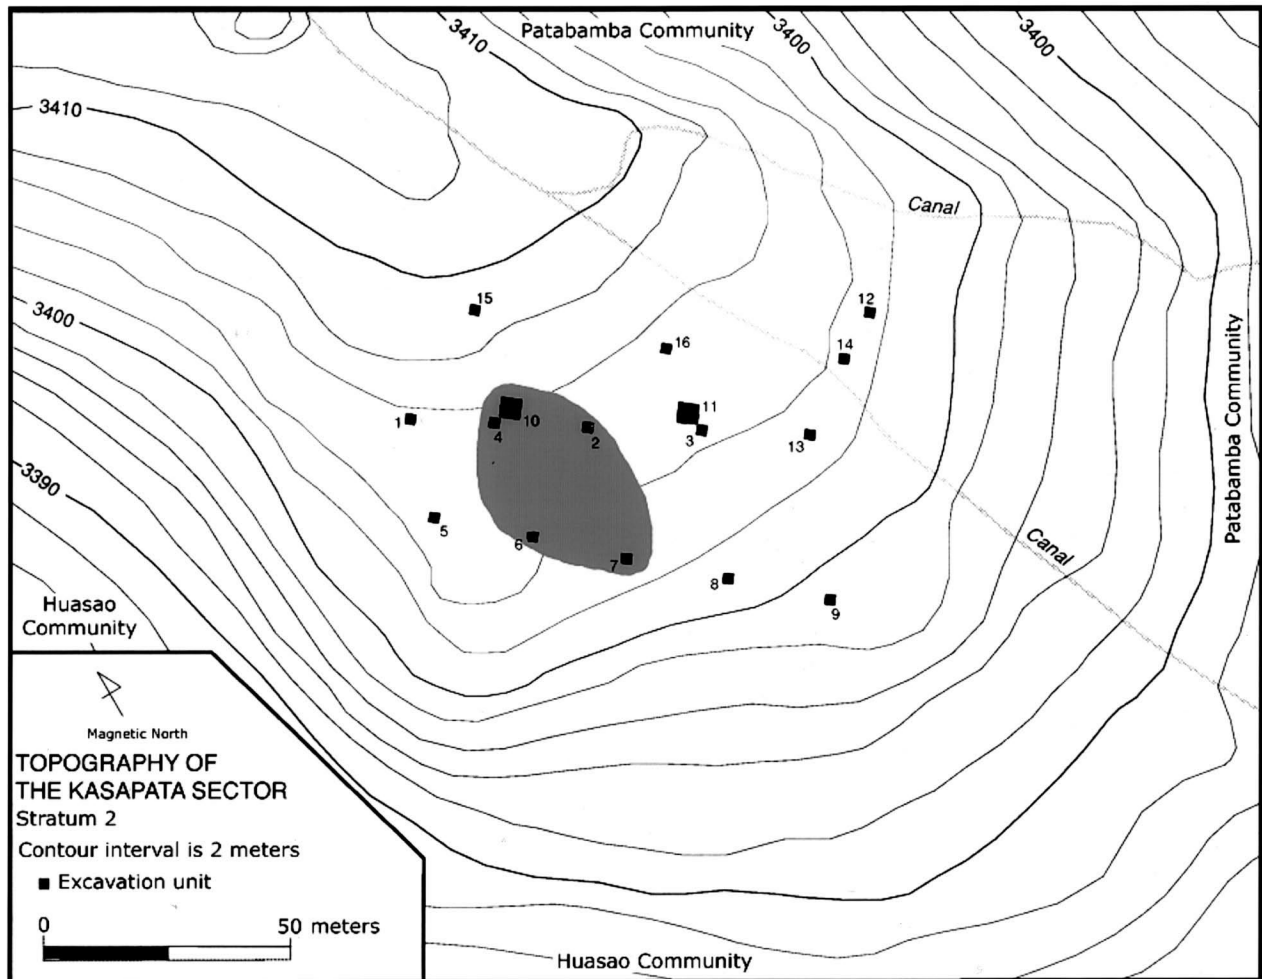 3410
Patabamba Community
3400
3400
3410
Canal
15
12
3400
16
14
Patabamba Community
1
10
11
4
2
3
13
3390
5
6
Canal
7
8
9
Huasao
Community
Magnetic North
TOPOGRAPHY OF
THE KASAPATA SECTOR
Stratum 2
Contour interval is 2 meters
Excavation unit
0 50 meters
Huasao Community